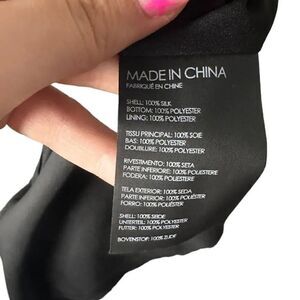 MADE IN CHINA
FABRIQUÉ EN CHINE
SHELL: 100% SILK
BOTTOM: 100% POLYESTER
LINING: 100% POLYESTER
TISSU PRINCIPAL: 100% SOIE
BAS: 100% POLYESTER
DOUBLURE: 100% POLYESTER
RIVESTIMENTO: 100% SETA
PARTE INFERIORE: 100% POLIESTERE
FODERA: 100% POLIESTERE
TELA EXTERIOR: 100% SEDA
PARTE INFERIOR: 100% POLIÉSTER
FORRO: 100% POLIÉSTER
SHELL: 100% SEIDE
UNTERTEIL: 100% POLYESTER
FUTTER: 100% POLYESTER
BOVENSTOF: 100% ZIJDE